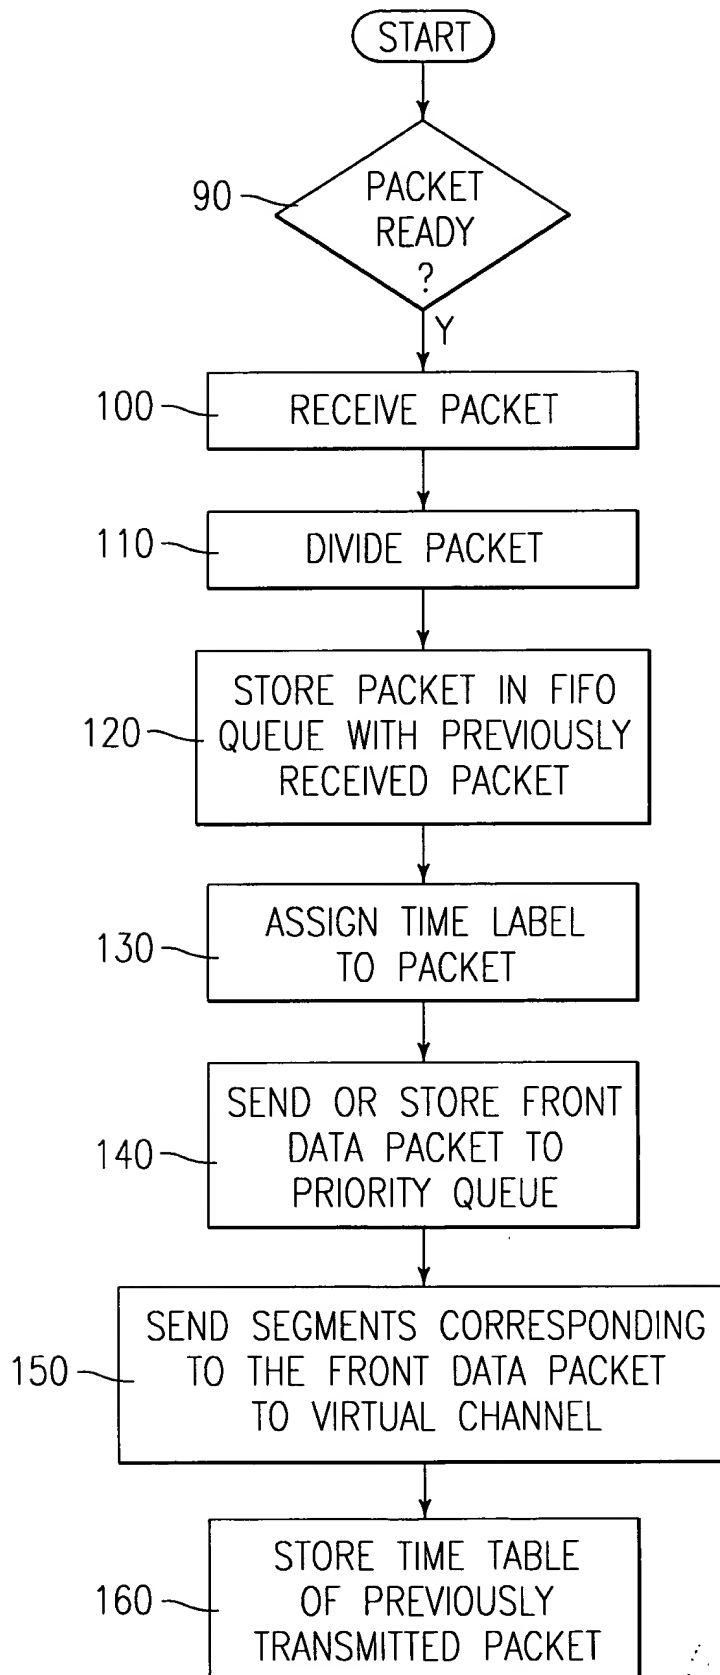 START
90
PACKET
READY
?
Y
100
RECEIVE PACKET
110
DIVIDE PACKET
120
STORE PACKET IN FIFO
QUEUE WITH PREVIOUSLY
RECEIVED PACKET
130
ASSIGN TIME LABEL
TO PACKET
140
SEND OR STORE FRONT
DATA PACKET TO
PRIORITY QUEUE
150
SEND SEGMENTS CORRESPONDING
TO THE FRONT DATA PACKET
TO VIRTUAL CHANNEL
160
STORE TIME TABLE
OF PREVIOUSLY
TRANSMITTED PACKET